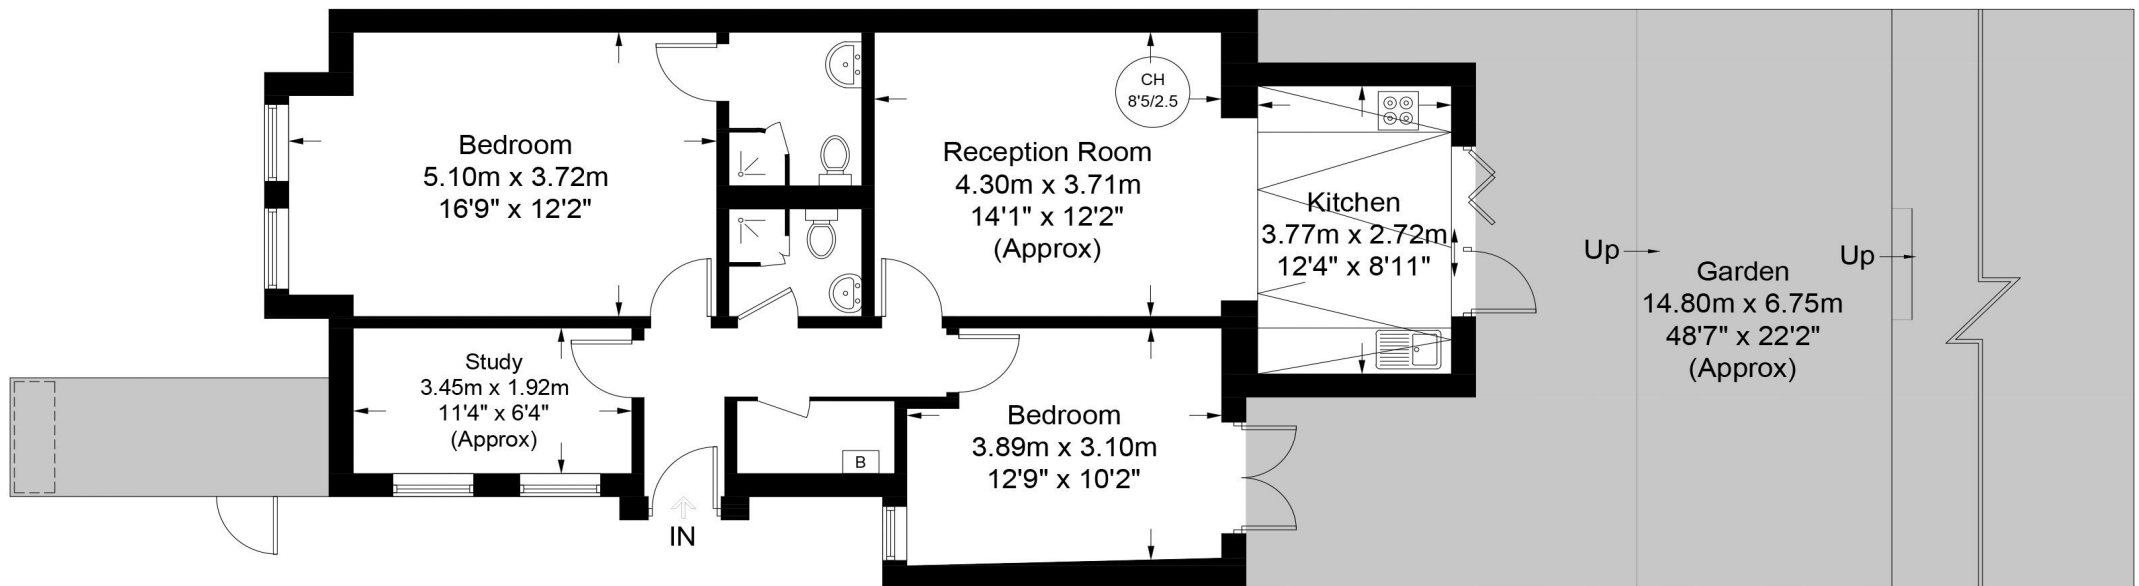 Bedroom
5.10m x 3.72m
16'9" x 12'2"
Reception Room
4.30m x 3.71m
14'1" x 12'2"
(Approx)
CH
8'5/2.5
Kitchen
3.77m x 2.72m
12'4" x 8'11"
Up
Garden
14.80m x 6.75m
48'7" x 22'2"
(Approx)
Up
Study
3.45m x 1.92m
11'4" x 6'4"
(Approx)
B
Bedroom
3.89m x 3.10m
12'9" x 10'2"
IN